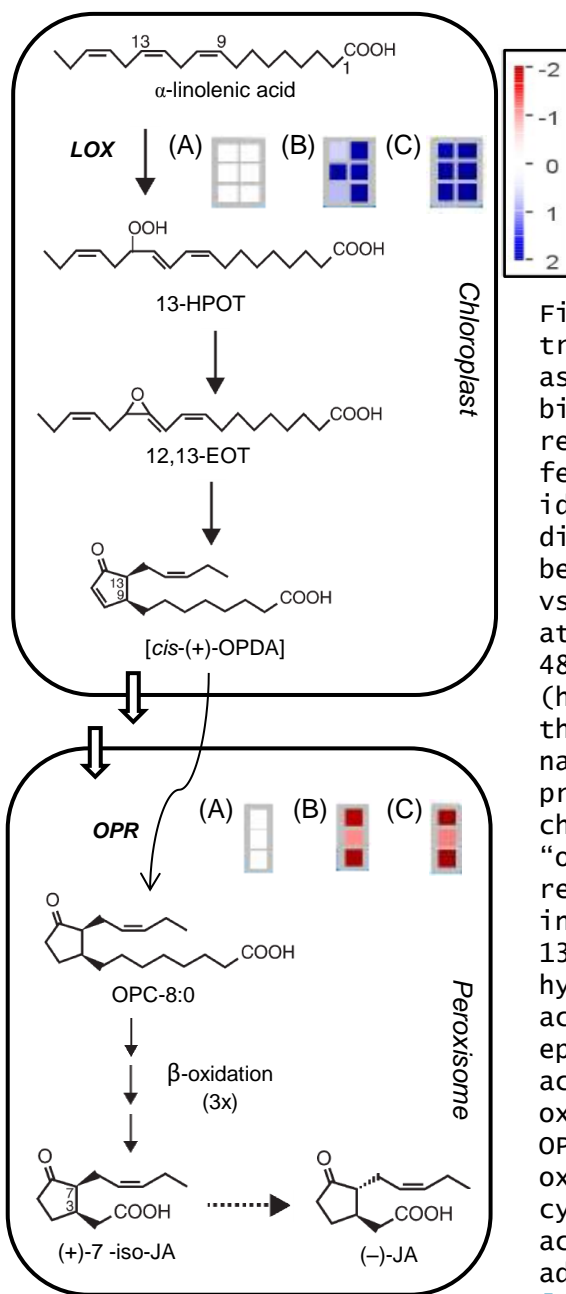 13 9 COOH
1
α-linolenic acid
LOX (A) (B) (C)
OOH
COOH
13-HPOT
O
COOH
12,13-EOT
O
13
9
COOH
[cis-(+)-OPDA]
Chloroplast
OPR (A) (B) (C)
O
COOH
OPC-8:0
β-oxidation
(3x)
Peroxisome
O
7
3
COOH
(+)-7 -iso-JA
O
COOH
(–)-JA
-2
-1
0
1
2
Fi
tr
as
bi
re
fe
id
di
be
vs
at
48
(h
th
na
pr
ch
“o
re
in
13
hy
ac
ep
ac
ox
OP
ox
cy
ac
ad